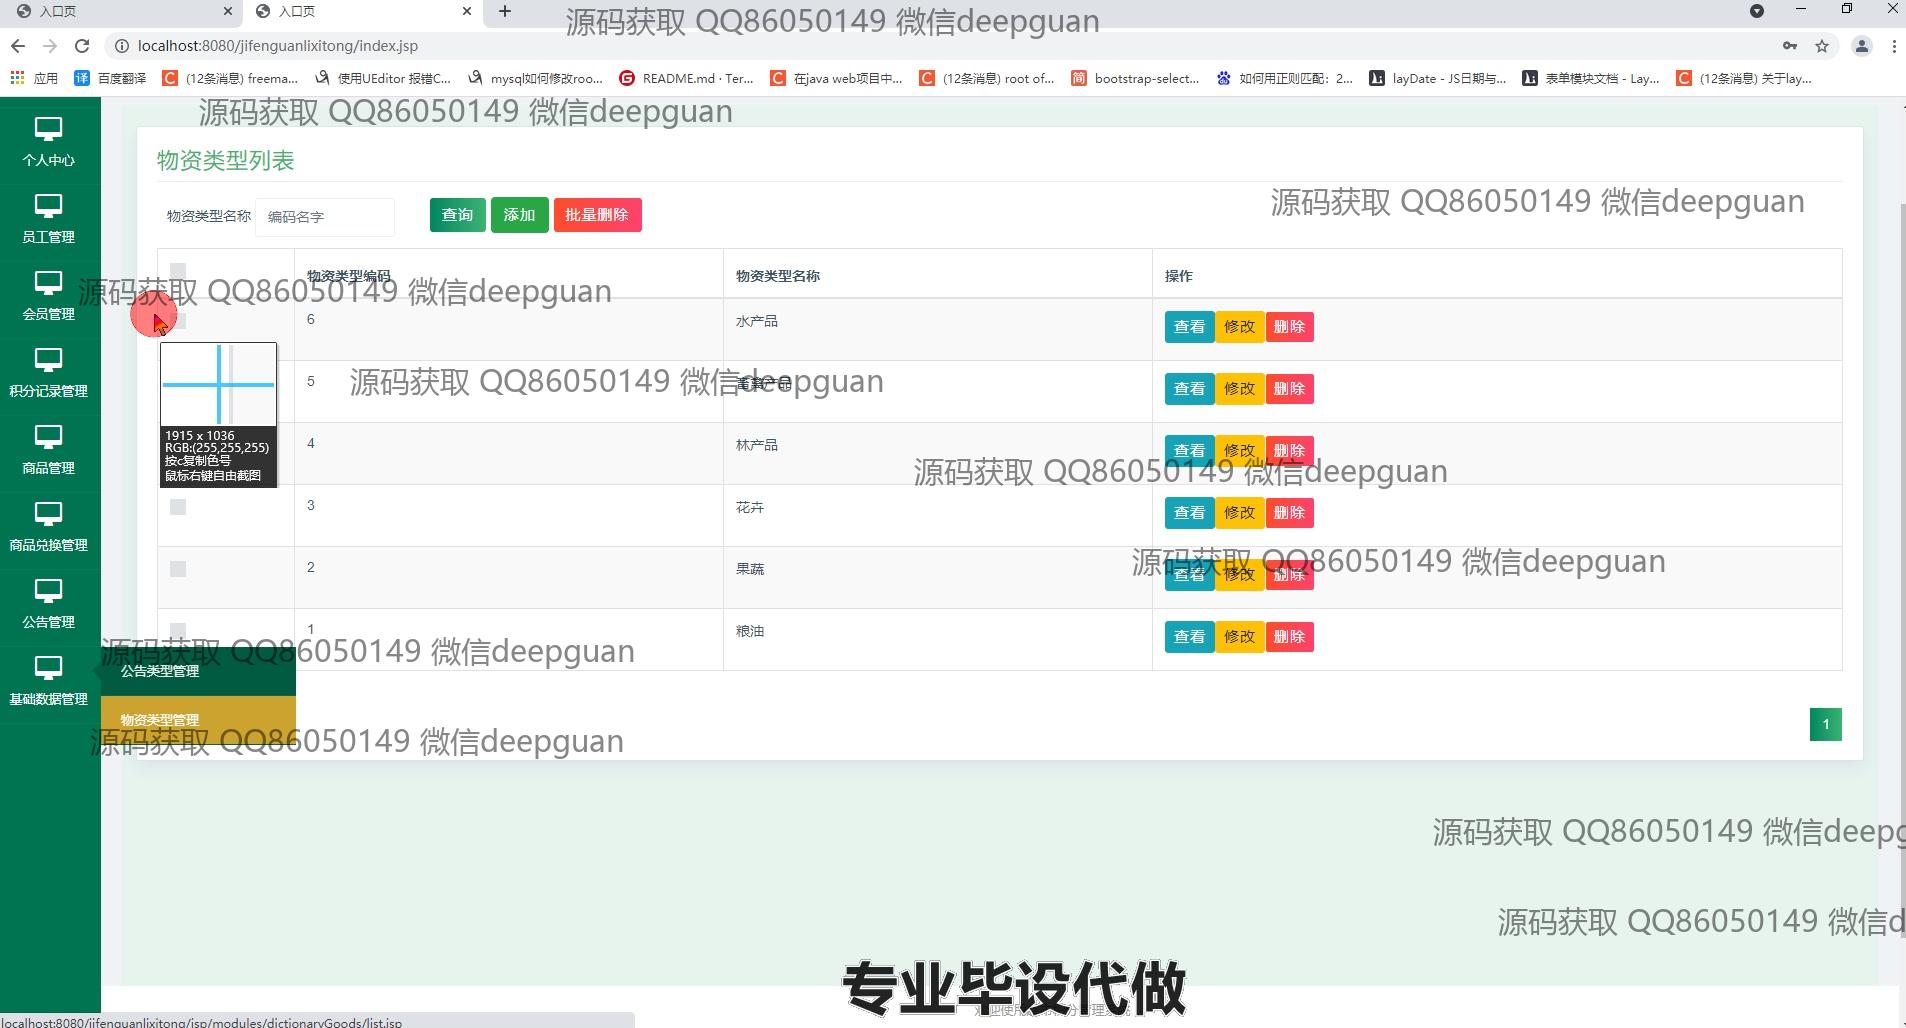 入口页
入口页
源码获取 QQ86050149 微信deepguan
localhost:8080/jifenguanlixitong/index.jsp
应用
百度翻译
(12条消息) freema...
使用UEditor 报错C...
mysql如何修改roo...
README.md · Ter...
在java web项目中...
(12条消息) root of...
bootstrap-select...
如何用正则匹配：2...
layDate - JS日期与...
表单模块文档 - Lay...
(12条消息) 关于lay...
源码获取 QQ86050149 微信deepguan
个人中心
员工管理
会员管理
积分记录管理
商品管理
商品兑换管理
公告管理
基础数据管理
公告类型管理
物资类型管理
物资类型列表
源码获取 QQ86050149 微信deepguan
物资类型名称 编码名字 查询 添加 批量删除
物资类型编码 物资类型名称 操作
源码获取 QQ86050149 微信deepguan
6 水产品 查看 修改 删除
5 查看 修改 删除
源码获取 QQ86050149 微信deepguan
1915 x 1036
RGB:(255,255,255)
按c复制色号
鼠标右键自由截图
4 林产品 查看 修改 删除
源码获取 QQ86050149 微信deepguan
3 花卉 查看 修改 删除
源码获取 QQ86050149 微信deepguan
2 果蔬 查看 修改 删除
1 粮油 查看 修改 删除
源码获取 QQ86050149 微信deepguan
1
源码获取 QQ86050149 微信deepguan
源码获取 QQ86050149 微信deepg
源码获取 QQ86050149 微信d
专业毕设代做
localhost:8080/jifenguanlixitong/jsp/modules/dictionaryGoods/list.jsp